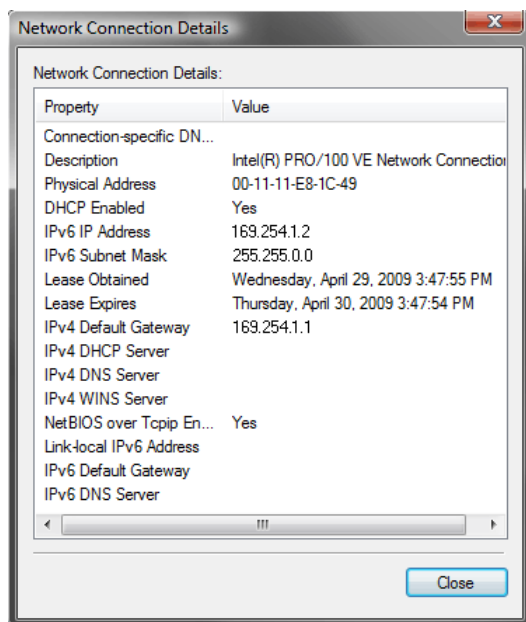 Network Connection Details
Network Connection Details:
Property Value
Connection-specific DN...
Description Intel(R) PRO/100 VE Network Connection
Physical Address 00-11-11-E8-1C-49
DHCP Enabled Yes
IPv6 IP Address 169.254.1.2
IPv6 Subnet Mask 255.255.0.0
Lease Obtained Wednesday, April 29, 2009 3:47:55 PM
Lease Expires Thursday, April 30, 2009 3:47:54 PM
IPv4 Default Gateway 169.254.1.1
IPv4 DHCP Server
IPv4 DNS Server
IPv4 WINS Server
NetBIOS over Tcpip En... Yes
Link-local IPv6 Address
IPv6 Default Gateway
IPv6 DNS Server
Close